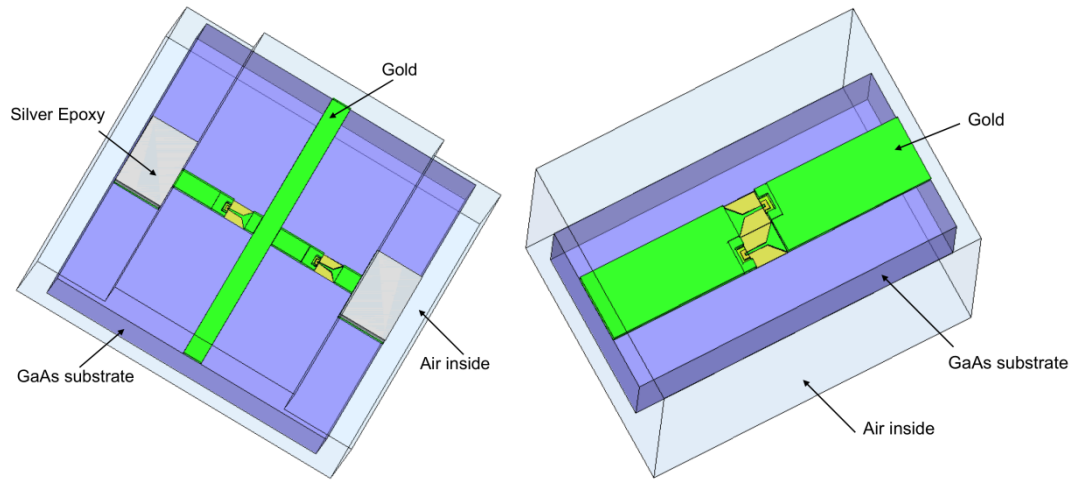 Gold
Silver Epoxy
GaAs substrate
Air inside
Gold
GaAs substrate
Air inside